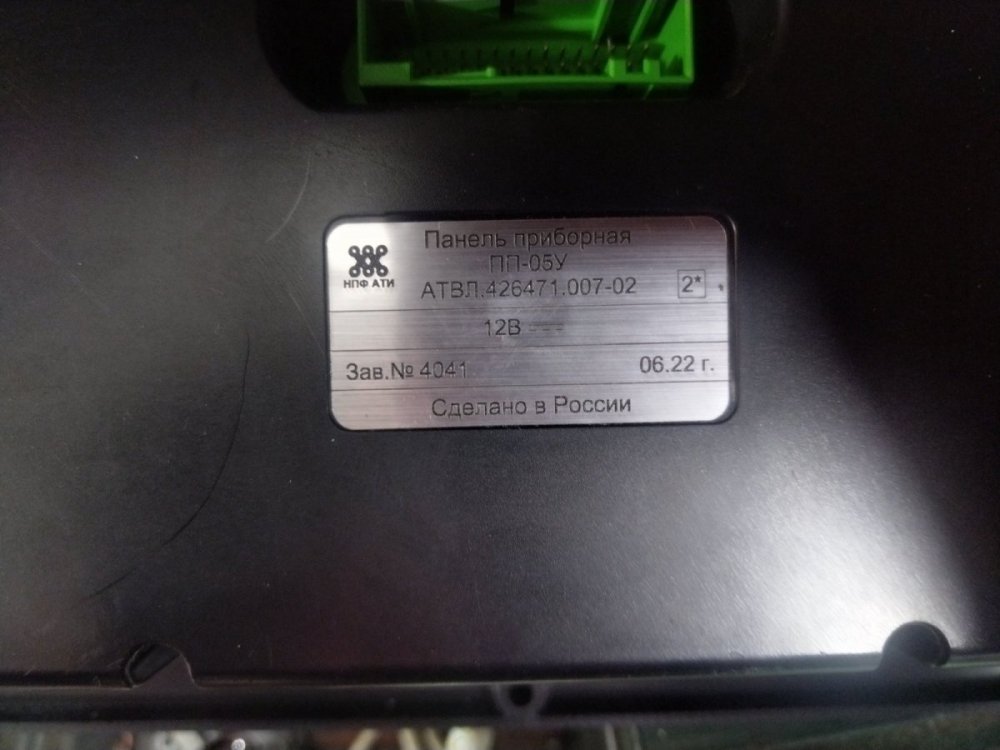 Панель приборная
ПП-05У
НПФ АТИ
АТВЛ.426471.007-02 2*
12В
Зав.№ 4041 06.22 г.
Сделано в России